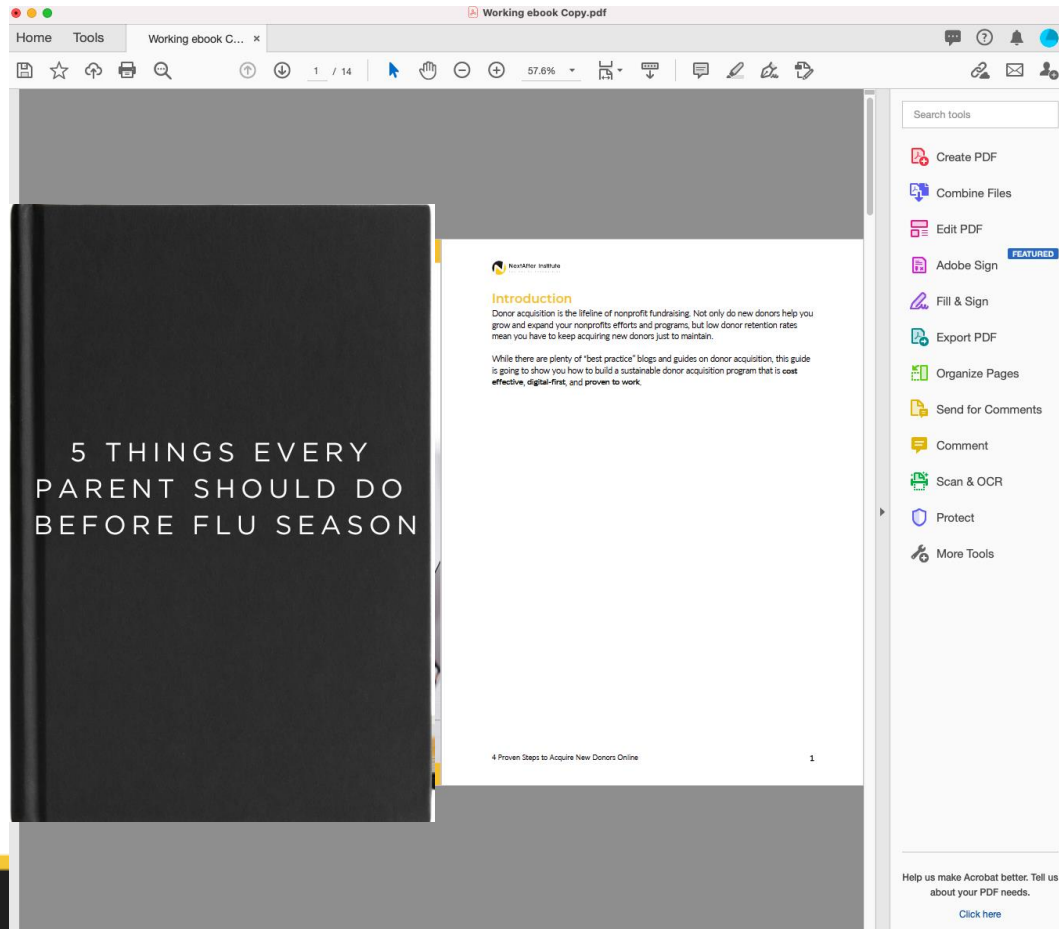 Working ebook Copy.pdf
Home Tools Working ebook C... ×
1 / 14 57.6%
5 THINGS EVERY
PARENT SHOULD DO
BEFORE FLU SEASON
NextAfter Institute
Introduction
Donor acquisition is the lifeline of nonprofit fundraising. Not only do new donors help you
grow and expand your nonprofits efforts and programs, but low donor retention rates
mean you have to keep acquiring new donors just to maintain.
While there are plenty of “best practice” blogs and guides on donor acquisition, this guide
is going to show you how to build a sustainable donor acquisition program that is cost
effective, digital-first, and proven to work.
4 Proven Steps to Acquire New Donors Online 1
Search tools
Create PDF
Combine Files
Edit PDF
FEATURED
Adobe Sign
Fill & Sign
Export PDF
Organize Pages
Send for Comments
Comment
Scan & OCR
Protect
More Tools
Help us make Acrobat better. Tell us
about your PDF needs.
Click here